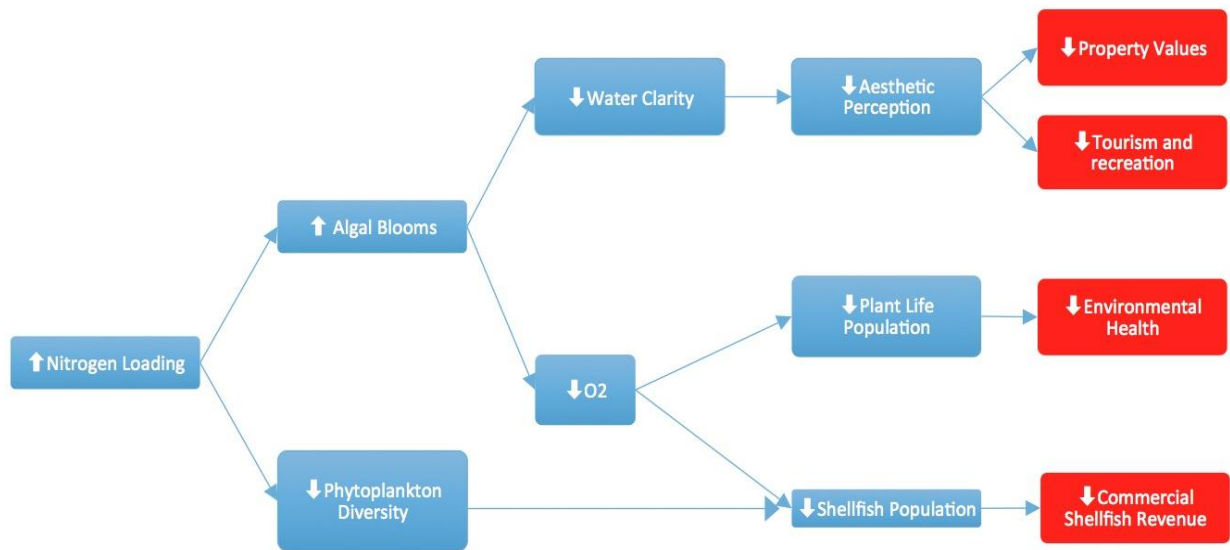 ⬆Nitrogen Loading
⬆ Algal Blooms
⬇Phytoplankton
Diversity
⬇Water Clarity
⬇O2
⬇Aesthetic
Perception
⬇Plant Life
Population
⬇Shellfish Population
⬇Property Values
⬇Tourism and
recreation
⬇Environmental
Health
⬇Commercial
Shellfish Revenue